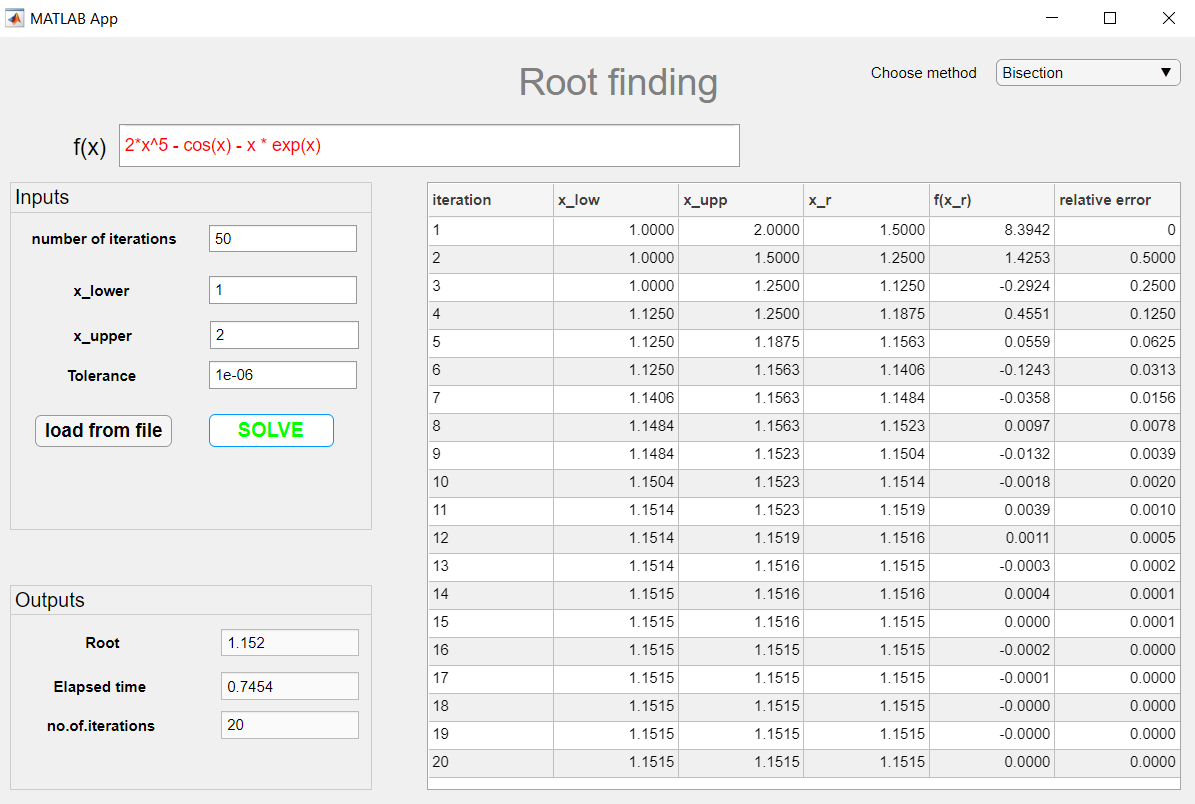 MATLAB App
Root finding
Choose method Bisection
f(x) 2*x^5 - cos(x) - x * exp(x)
Inputs
number of iterations 50
x_lower 1
x_upper 2
Tolerance 1e-06
load from file SOLVE
Outputs
Root 1.152
Elapsed time 0.7454
no.of.iterations 20
iteration x_low x_upp x_r f(x_r) relative error
1 1.0000 2.0000 1.5000 8.3942 0
2 1.0000 1.5000 1.2500 1.4253 0.5000
3 1.0000 1.2500 1.1250 -0.2924 0.2500
4 1.1250 1.2500 1.1875 0.4551 0.1250
5 1.1250 1.1875 1.1563 0.0559 0.0625
6 1.1250 1.1563 1.1406 -0.1243 0.0313
7 1.1406 1.1563 1.1484 -0.0358 0.0156
8 1.1484 1.1563 1.1523 0.0097 0.0078
9 1.1484 1.1523 1.1504 -0.0132 0.0039
10 1.1504 1.1523 1.1514 -0.0018 0.0020
11 1.1514 1.1523 1.1519 0.0039 0.0010
12 1.1514 1.1519 1.1516 0.0011 0.0005
13 1.1514 1.1516 1.1515 -0.0003 0.0002
14 1.1515 1.1516 1.1516 0.0004 0.0001
15 1.1515 1.1516 1.1515 0.0000 0.0001
16 1.1515 1.1515 1.1515 -0.0002 0.0000
17 1.1515 1.1515 1.1515 -0.0001 0.0000
18 1.1515 1.1515 1.1515 -0.0000 0.0000
19 1.1515 1.1515 1.1515 -0.0000 0.0000
20 1.1515 1.1515 1.1515 0.0000 0.0000